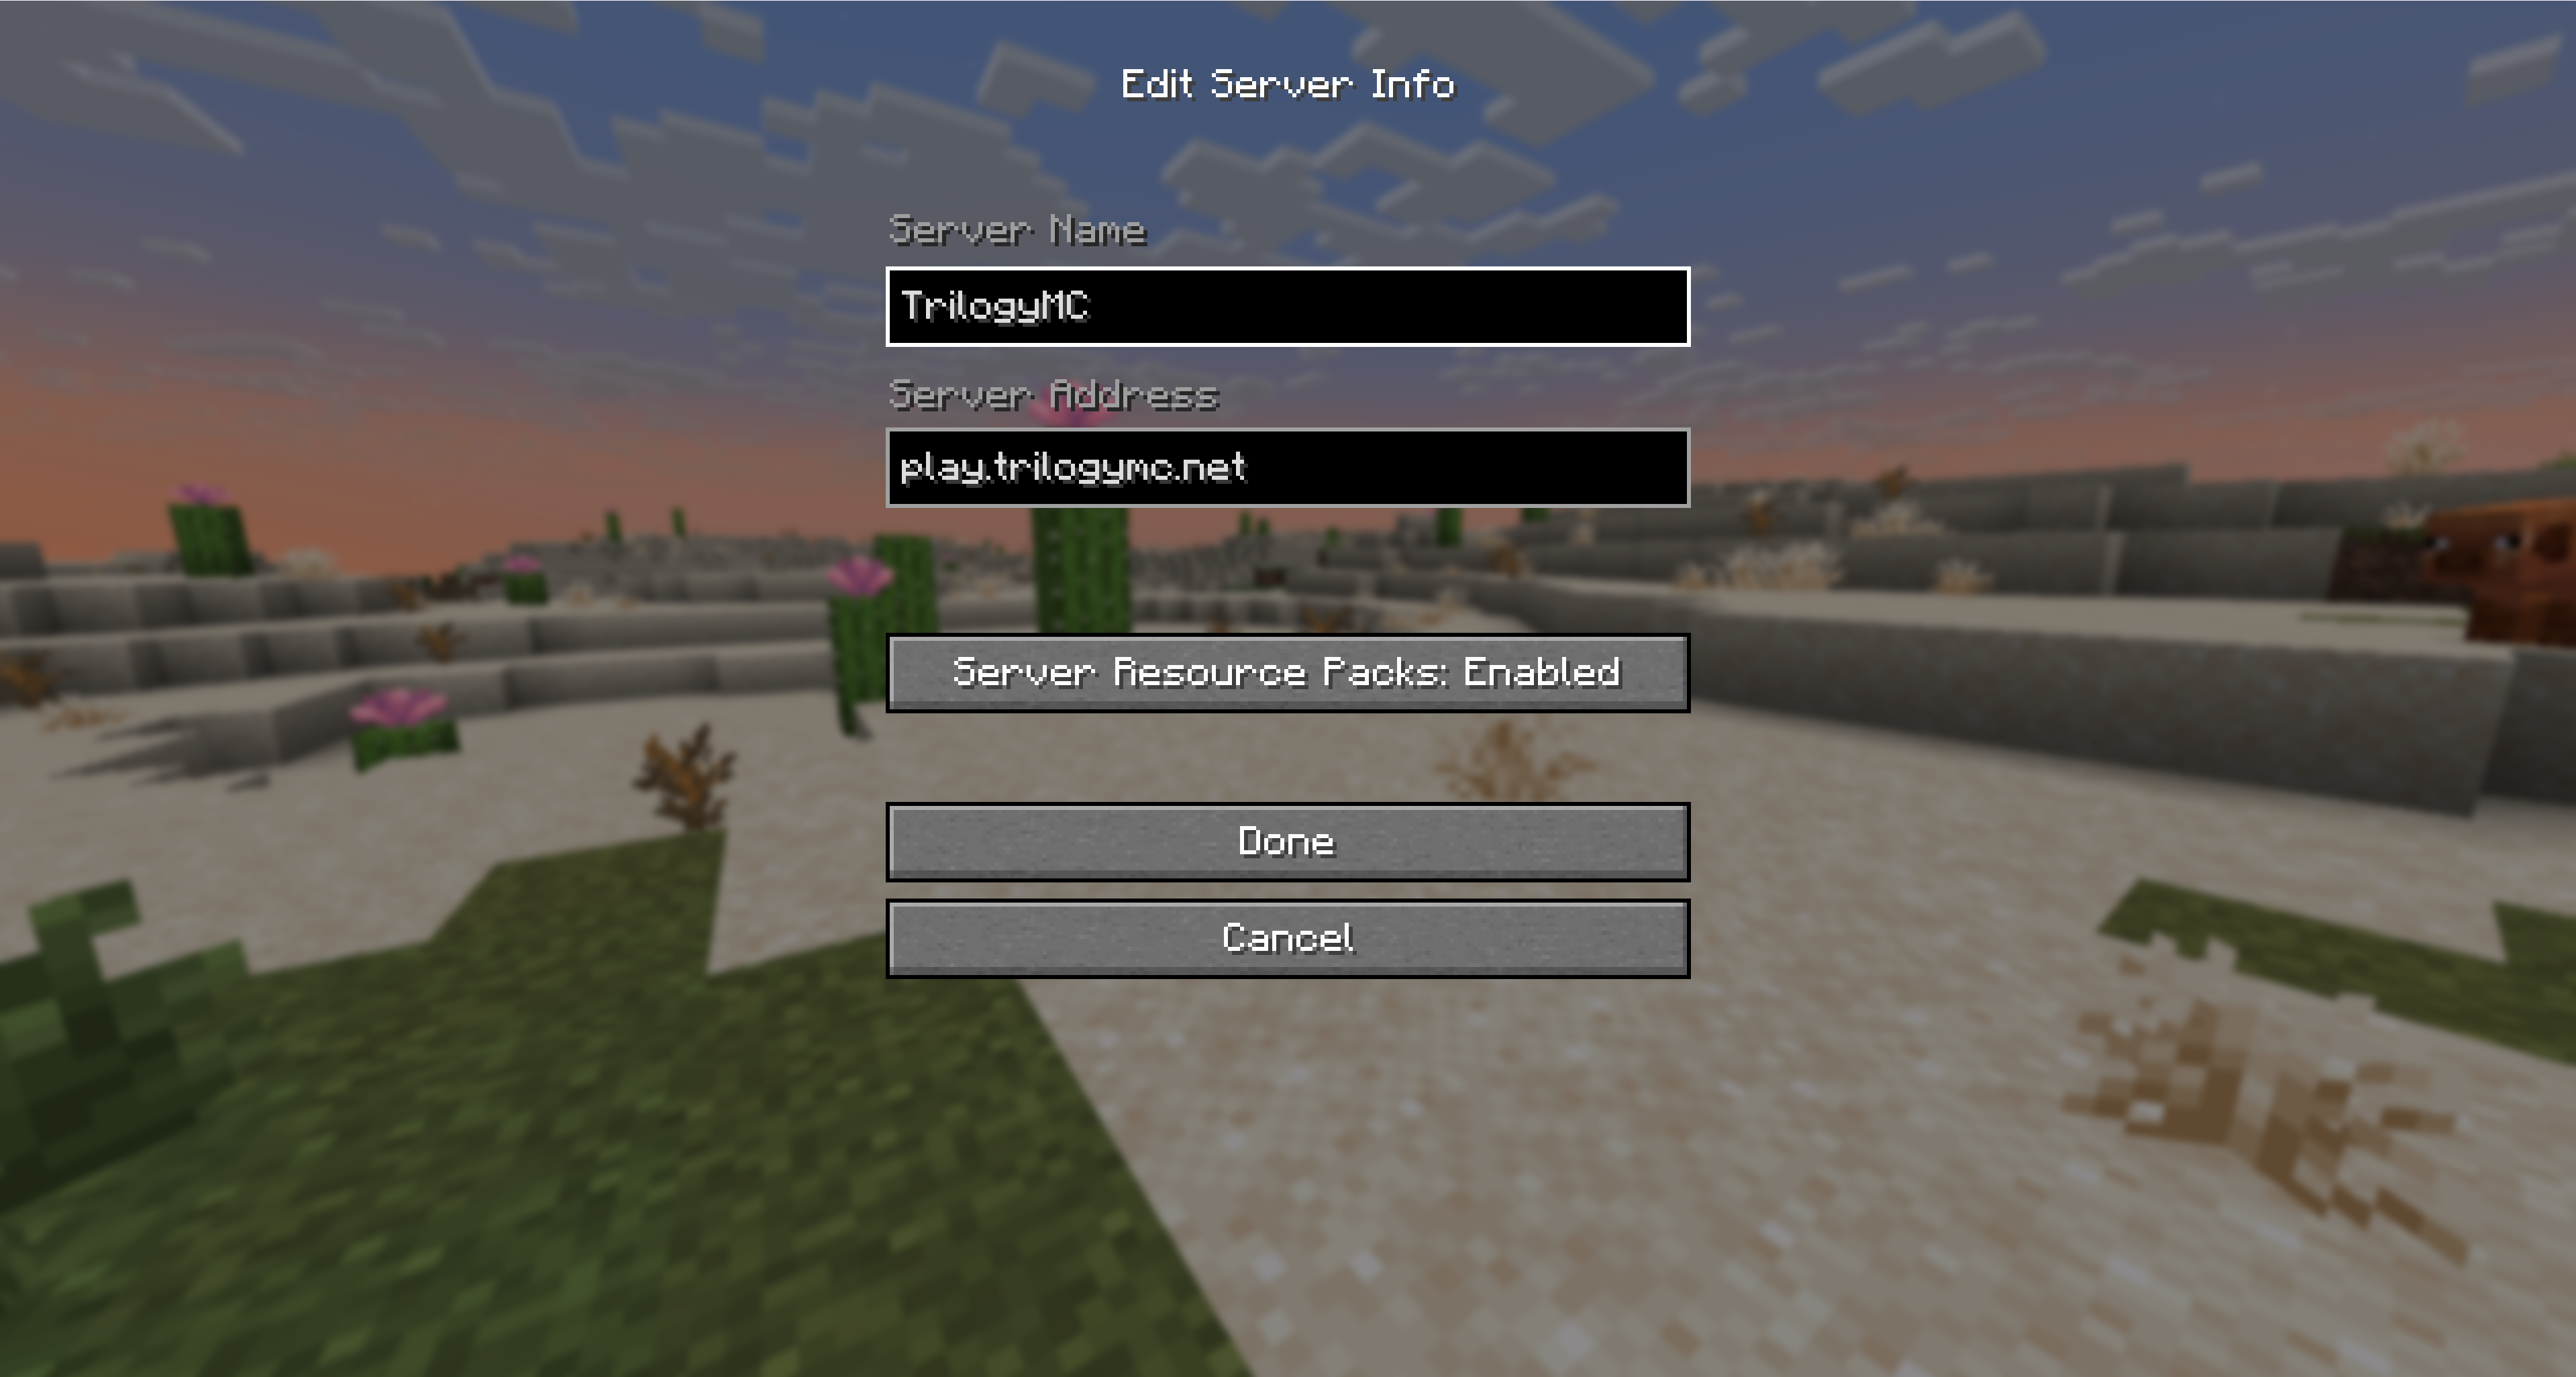 Edit Server Info
Server Name
TrilogyMC
Server Address
play.trilogymc.net
Server Resource Packs: Enabled
Done
Cancel